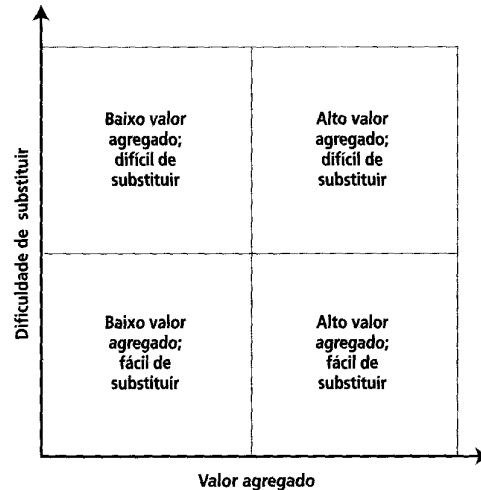 Dificuldade de substituir
Baixo valor
agregado;
difícil de
substituir
Alto valor
agregado;
difícil de
substituir
Baixo valor
agregado;
fácil de
substituir
Alto valor
agregado;
fácil de
substituir
Valor agregado